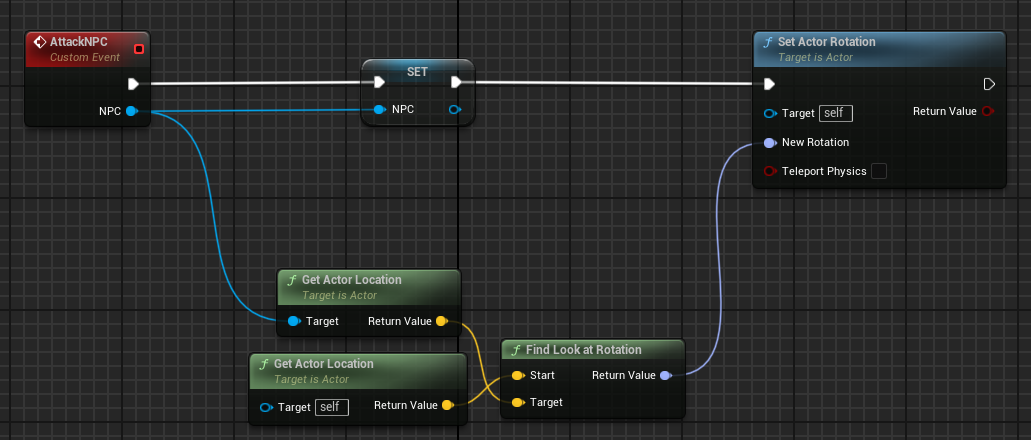 AttackNPC
Custom Event
NPC
SET
NPC
Set Actor Rotation
Target is Actor
Target self
Return Value
New Rotation
Teleport Physics
Get Actor Location
Target is Actor
Target Return Value
Get Actor Location
Target is Actor
Target self Return Value
Find Look at Rotation
Start Return Value
Target